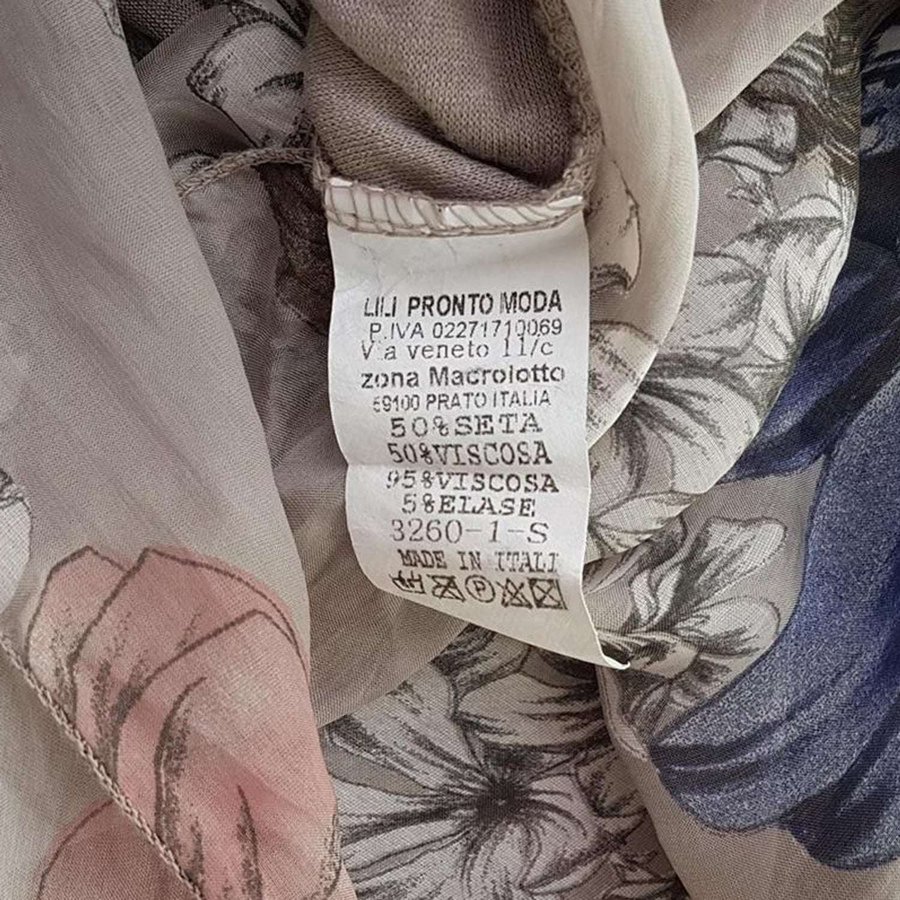 LILI PRONTO MODA
P.IVA 02271710069
Via veneto 11/c
zona Macrolotto
59100 PRATO ITALIA
50%SETA
50%VISCOSA
95%VISCOSA
5%ELASE
3260-1-S
MADE IN ITALI
P